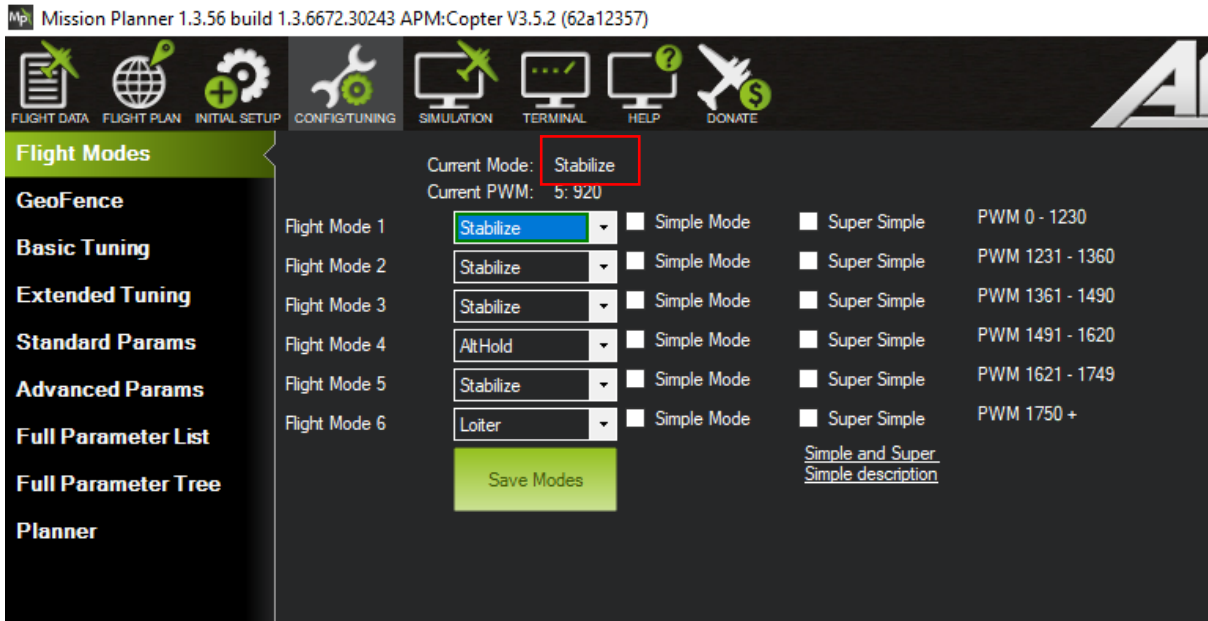 Mission Planner 1.3.56 build 1.3.6672.30243 APM:Copter V3.5.2 (62a12357)
FLIGHT DATA FLIGHT PLAN INITIAL SETUP CONFIG/TUNING SIMULATION TERMINAL HELP DONATE
Flight Modes
GeoFence
Basic Tuning
Extended Tuning
Standard Params
Advanced Params
Full Parameter List
Full Parameter Tree
Planner
Current Mode: Stabilize
Current PWM: 5: 920
Flight Mode 1 Stabilize Simple Mode Super Simple PWM 0 - 1230
Flight Mode 2 Stabilize Simple Mode Super Simple PWM 1231 - 1360
Flight Mode 3 Stabilize Simple Mode Super Simple PWM 1361 - 1490
Flight Mode 4 AltHold Simple Mode Super Simple PWM 1491 - 1620
Flight Mode 5 Stabilize Simple Mode Super Simple PWM 1621 - 1749
Flight Mode 6 Loiter Simple Mode Super Simple PWM 1750 +
Save Modes
Simple and Super
Simple description